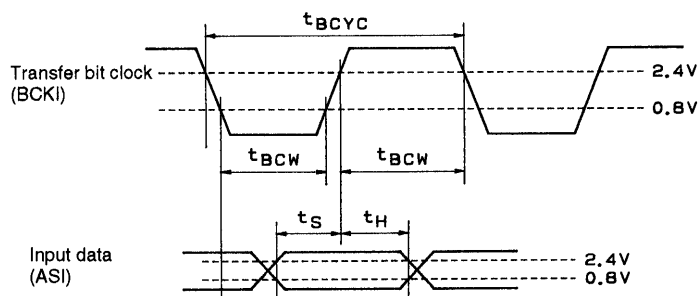 tBCYC
Transfer bit clock
(BCKI)
2.4V
0.8V
tBCW
tBCW
tS
tH
Input data
(ASI)
2.4V
0.8V